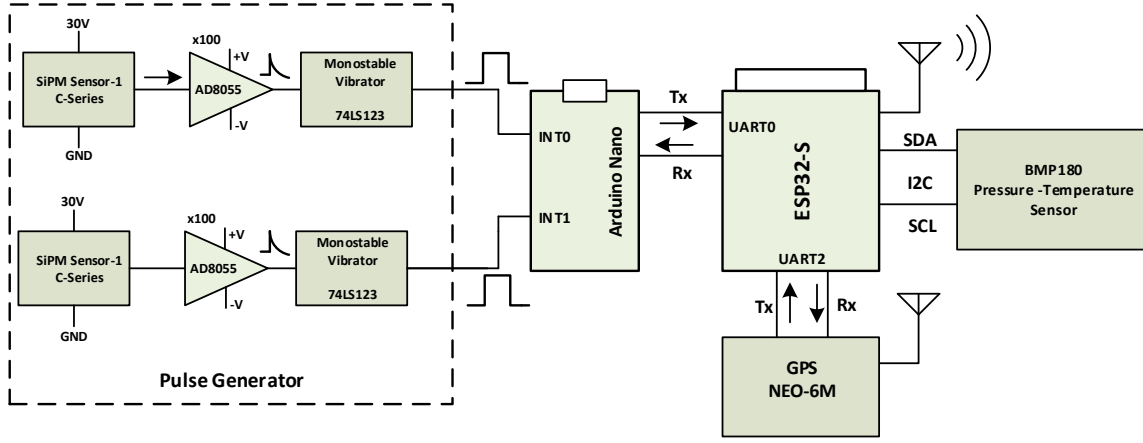 30V
SiPM Sensor-1
C-Series
GND
x100
+V
AD8055
-V
Monostable
Vibrator
74LS123
30V
SiPM Sensor-1
C-Series
GND
x100
+V
AD8055
-V
Monostable
Vibrator
74LS123
Pulse Generator
INT0
INT1
Arduino Nano
Tx
Rx
UART0
ESP32-S
UART2
SDA
I2C
SCL
BMP180
Pressure -Temperature
Sensor
Tx
Rx
GPS
NEO-6M